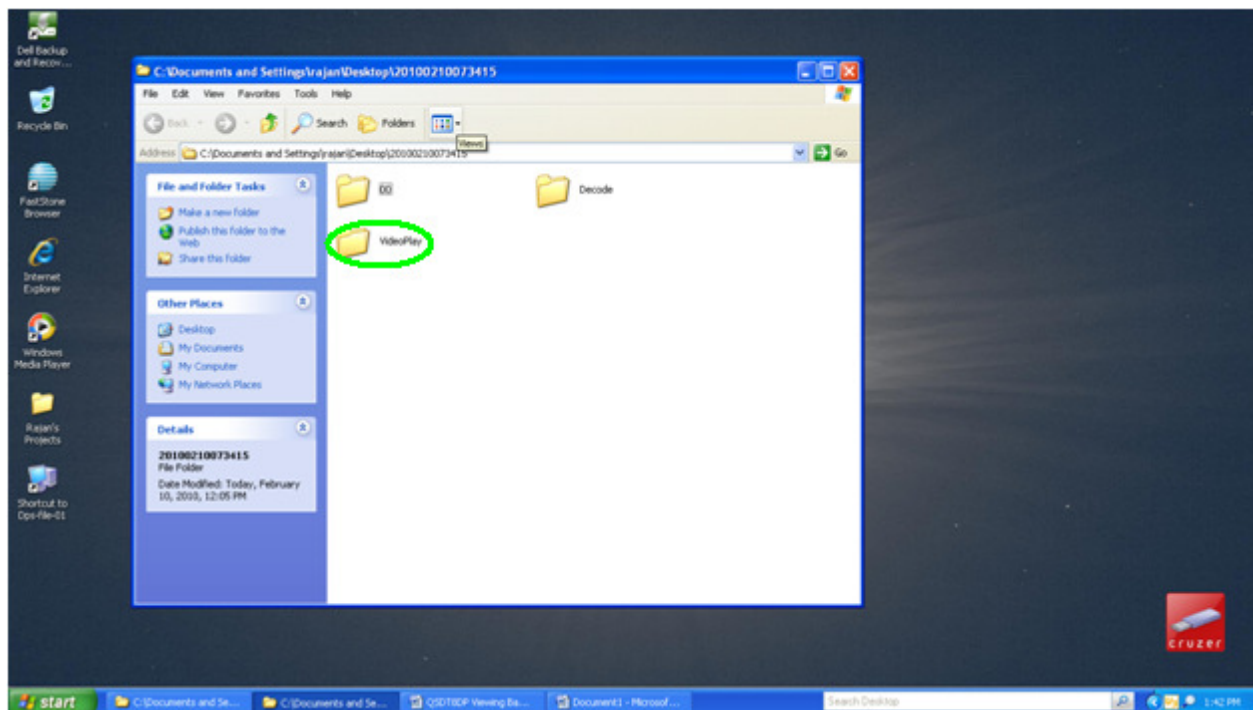 Dell Backup
and Recov...
Recycle Bin
FastStone
Browser
Internet
Explorer
Windows
Media Player
Rajan's
Projects
Shortcut to
Ops-file-01
C:\Documents and Settings\rajan\Desktop\20100210073415
File Edit View Favorites Tools Help
Back Search Folders
Views
Address C:\Documents and Settings\rajan\Desktop\20100210073415 Go
File and Folder Tasks
Make a new folder
Publish this folder to the
Web
Share this folder
Other Places
Desktop
My Documents
My Computer
My Network Places
Details
20100210073415
File Folder
Date Modified: Today, February
10, 2010, 12:05 PM
Decode
VideoPlay
cruzer
start C:\Documents and Se... C:\Documents and Se... QSDT8DP Viewing Ba... Document1 - Microsof... Search Desktop 1:42 PM